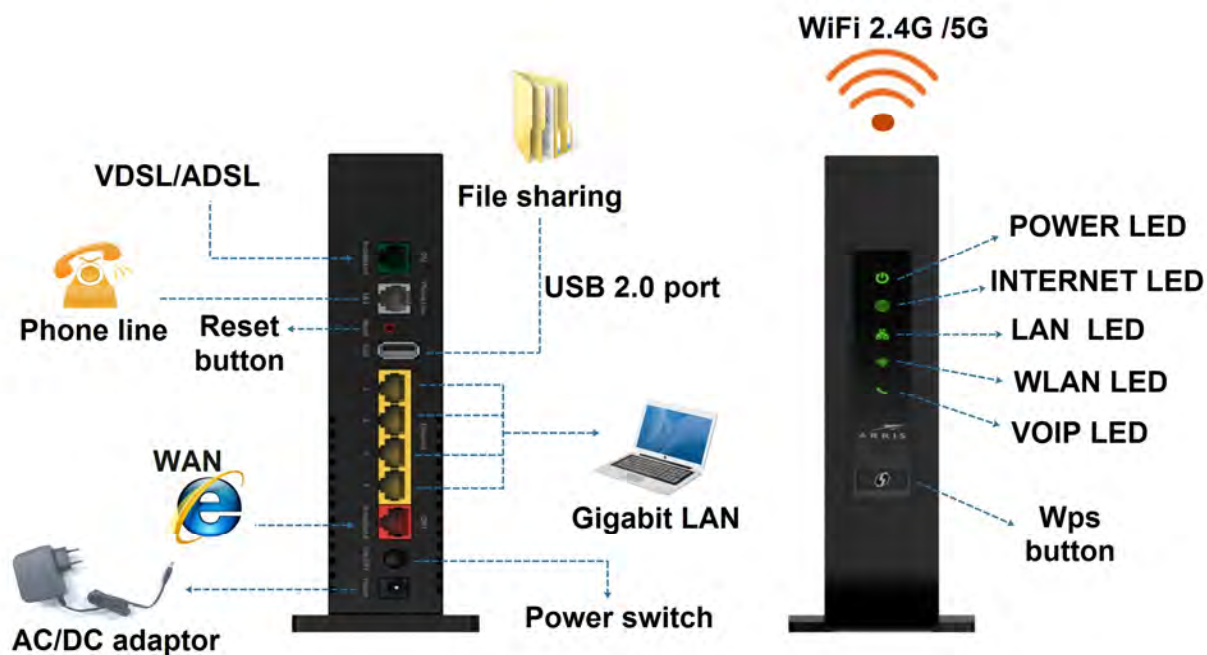 WiFi 2.4G /5G
VDSL/ADSL
File sharing
USB 2.0 port
Phone line
Reset
button
WAN
Gigabit LAN
Power switch
AC/DC adaptor
POWER LED
INTERNET LED
LAN LED
WLAN LED
VOIP LED
ARRIS
Wps
button